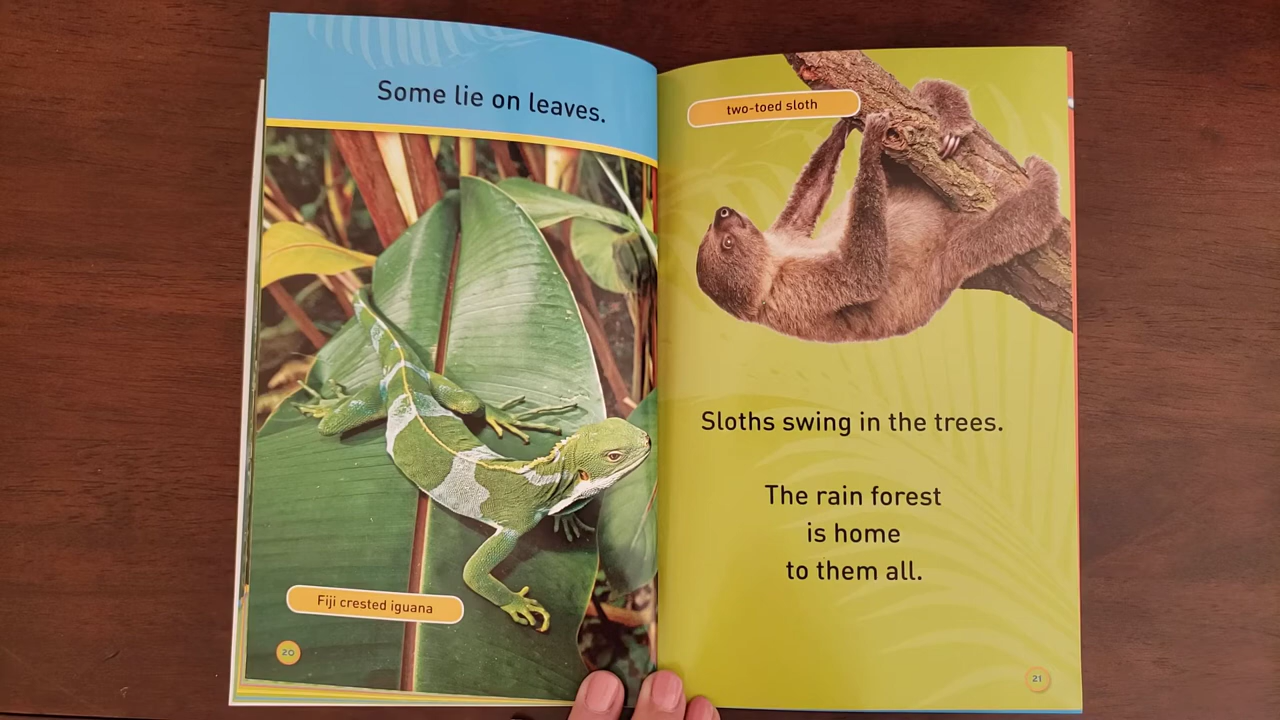 Some lie on leaves.
Fiji crested iguana
20
two-toed sloth
Sloths swing in the trees.
The rain forest
is home
to them all.
21